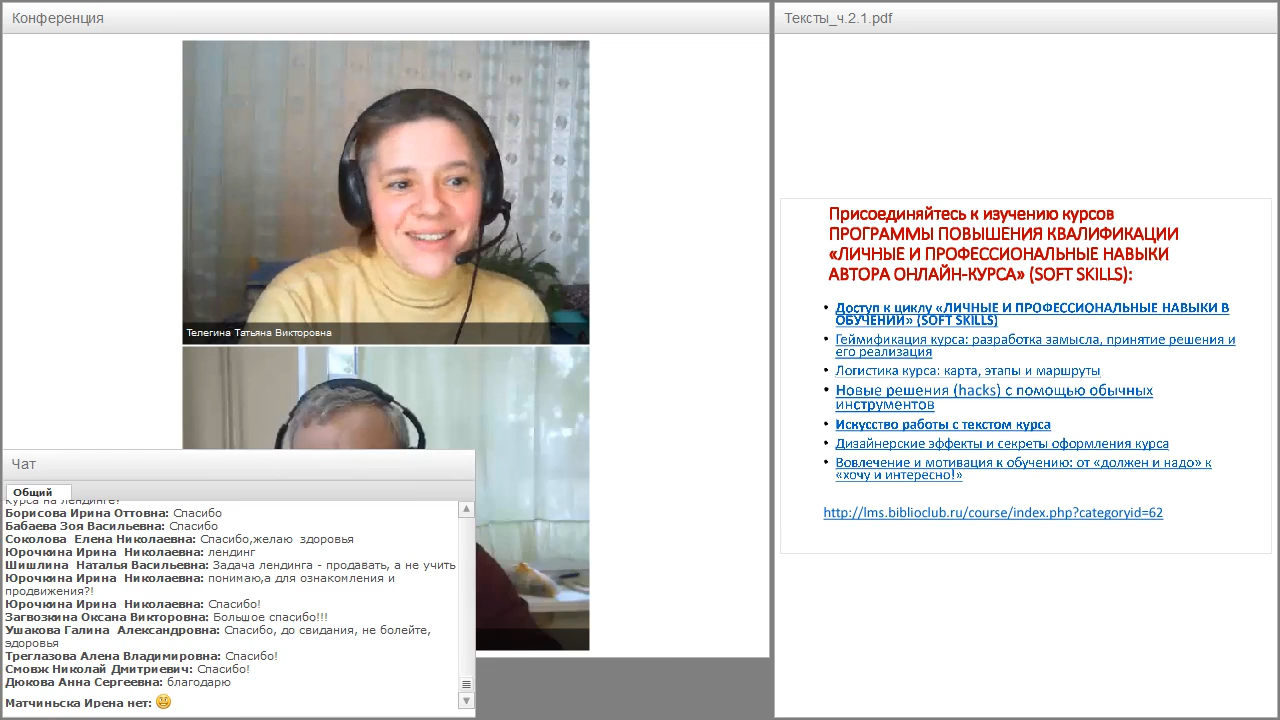 Конференция
Телегина Татьяна Викторовна
Чат
Общий
курса на лендинге?
Борисова Ирина Оттовна: Спасибо
Бабаева Зоя Васильевна: Спасибо
Соколова Елена Николаевна: Спасибо,желаю здоровья
Юрочкина Ирина Николаевна: лендинг
Шишлина Наталья Васильевна: Задача лендинга - продавать, а не учить
Юрочкина Ирина Николаевна: понимаю,а для ознакомления и
продвижения?!
Юрочкина Ирина Николаевна: Спасибо!
Загвозкина Оксана Викторовна: Большое спасибо!!!
Ушакова Галина Александровна: Спасибо, до свидания, не болейте,
здоровья
Треглазова Алена Владимировна: Спасибо!
Смовж Николай Дмитриевич: Спасибо!
Дюкова Анна Сергеевна: благодарю
Матчиньска Ирена нет:
Тексты_ч.2.1.pdf
Присоединяйтесь к изучению курсов
ПРОГРАММЫ ПОВЫШЕНИЯ КВАЛИФИКАЦИИ
«ЛИЧНЫЕ И ПРОФЕССИОНАЛЬНЫЕ НАВЫКИ
АВТОРА ОНЛАЙН-КУРСА» (SOFT SKILLS):
• Доступ к циклу «ЛИЧНЫЕ И ПРОФЕССИОНАЛЬНЫЕ НАВЫКИ В
ОБУЧЕНИИ» (SOFT SKILLS)
• Геймификация курса: разработка замысла, принятие решения и
его реализация
• Логистика курса: карта, этапы и маршруты
• Новые решения (hacks) с помощью обычных
инструментов
• Искусство работы с текстом курса
• Дизайнерские эффекты и секреты оформления курса
• Вовлечение и мотивация к обучению: от «должен и надо» к
«хочу и интересно!»
http://lms.biblioclub.ru/course/index.php?categoryid=62